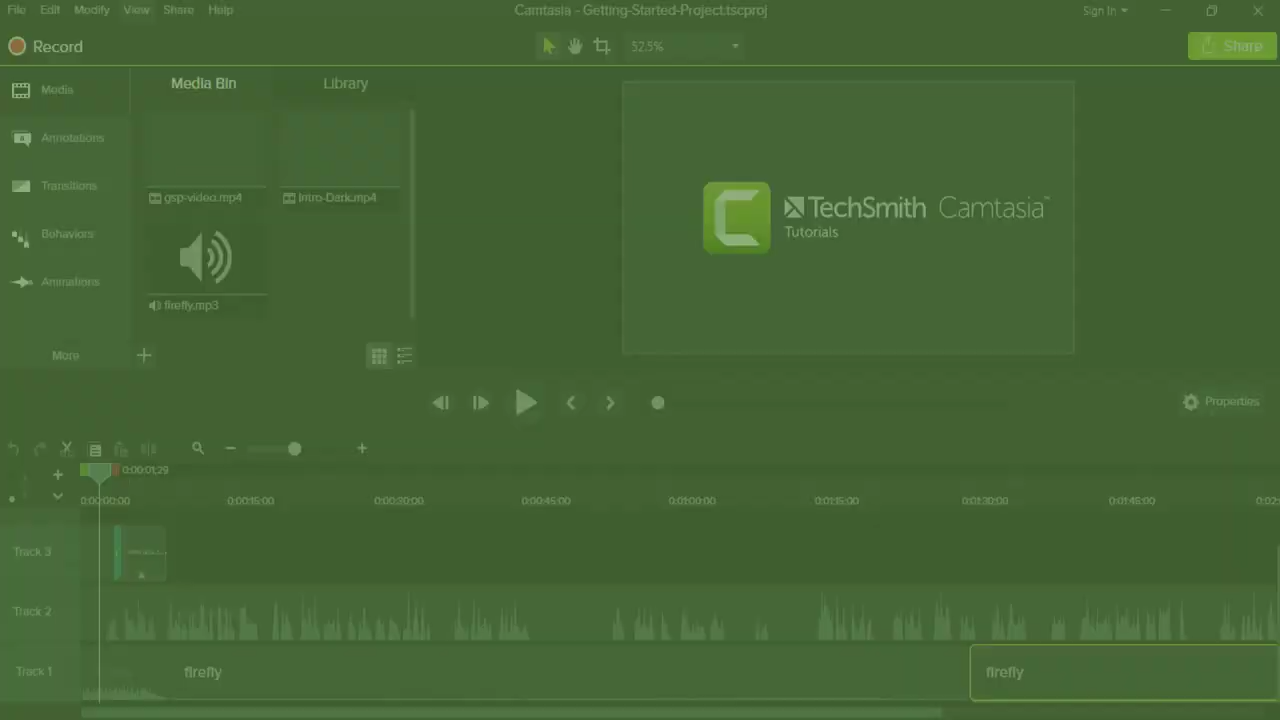 File Edit Modify View Share Help
Camtasia - Getting-Started-Project.tscproj
Sign In
Record
52.5%
Share
Media
Media Bin
Library
Annotations
Transitions
gsp-video.mp4
Intro-Dark.mp4
TechSmith Camtasia™
Tutorials
Behaviors
Animations
firefly.mp3
More
Properties
0:00:01;29
0:00:00;00 0:00:15;00 0:00:30;00 0:00:45;00 0:01:00;00 0:01:15;00 0:01:30;00 0:01:45;00
Track 3
Track 2
Track 1
firefly
firefly